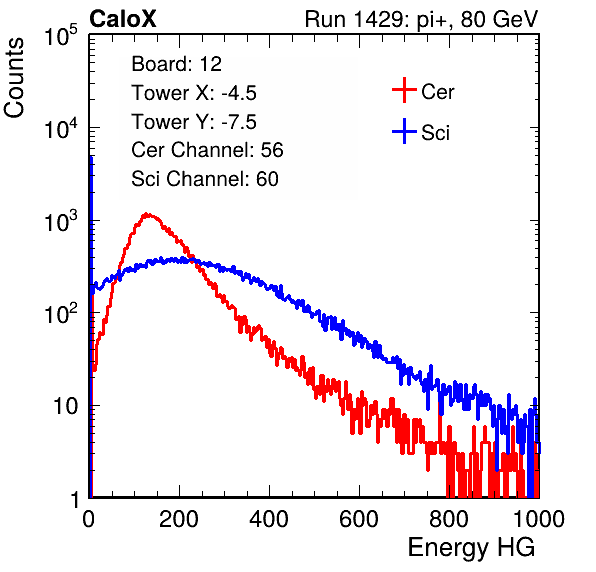 CaloX Run 1429: pi+, 80 GeV
Counts
Board: 12
Tower X: -4.5
Tower Y: -7.5
Cer Channel: 56
Sci Channel: 60
Cer
Sci
10^5
10^4
10^3
10^2
10
1
0 200 400 600 800 1000
Energy HG